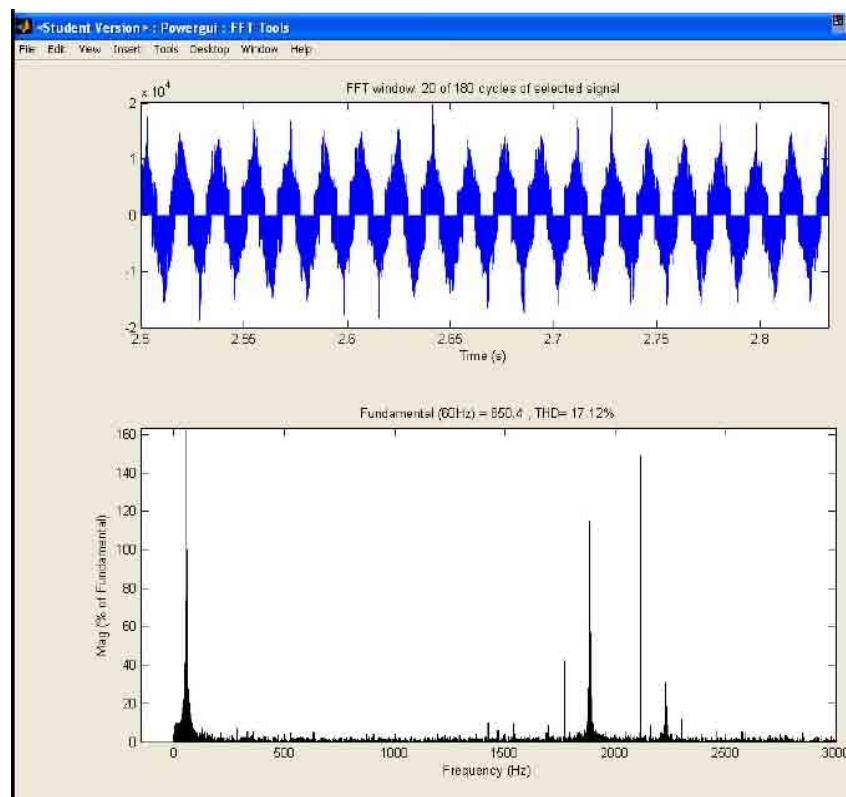 <Student Version> : Powergui : FFT Tools
File Edit View Insert Tools Desktop Window Help
FFT window: 20 of 180 cycles of selected signal
x 10^4
2
1
0
-1
-2
2.5 2.55 2.6 2.65 2.7 2.75 2.8
Time (s)
Fundamental (60Hz) = 650.4 , THD= 17.12%
160
140
120
100
80
60
40
20
0
Mag (% of Fundamental)
0 500 1000 1500 2000 2500 3000
Frequency (Hz)